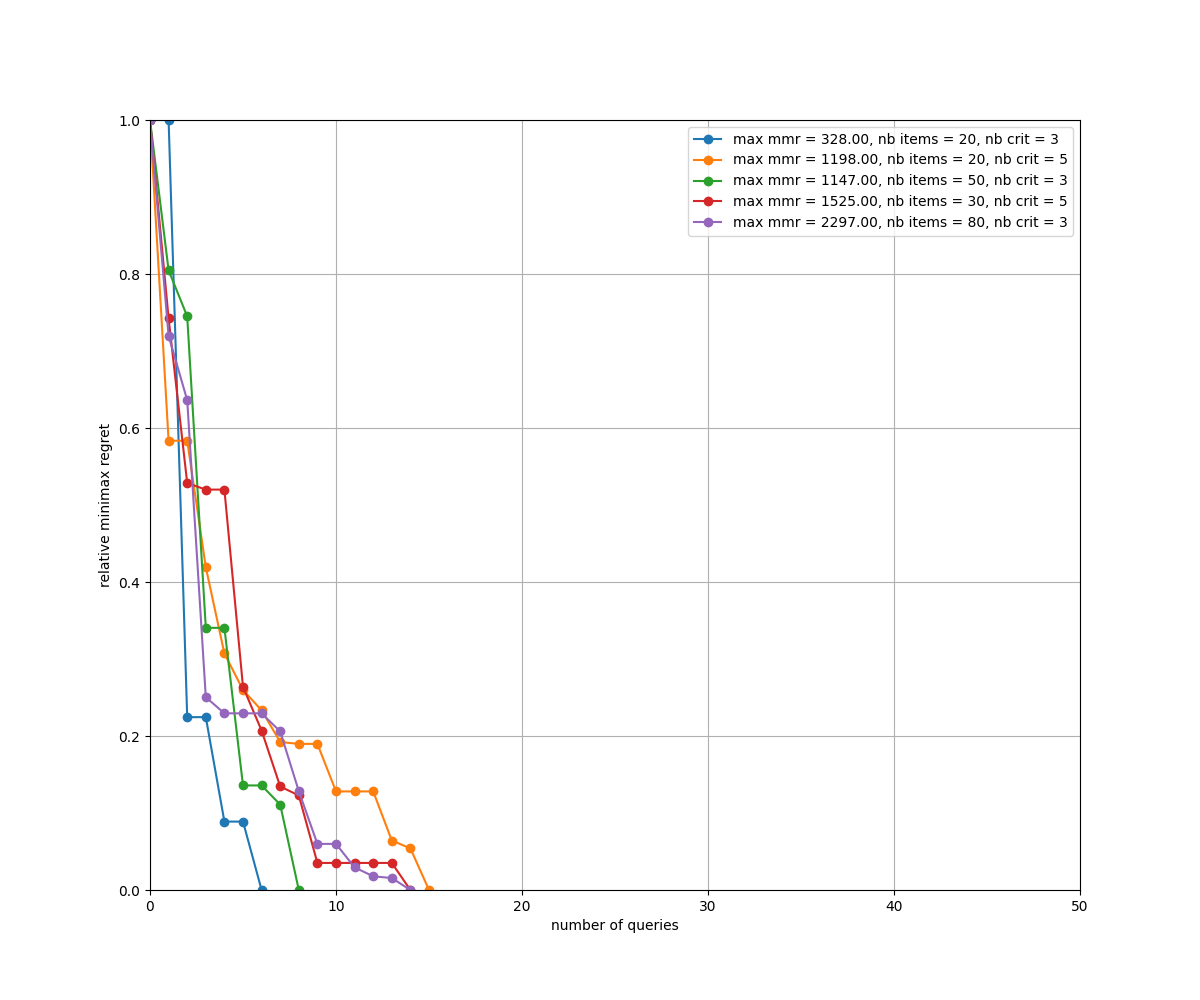 max mmr = 328.00, nb items = 20, nb crit = 3
max mmr = 1198.00, nb items = 20, nb crit = 5
max mmr = 1147.00, nb items = 50, nb crit = 3
max mmr = 1525.00, nb items = 30, nb crit = 5
max mmr = 2297.00, nb items = 80, nb crit = 3
relative minimax regret
1.0
0.8
0.6
0.4
0.2
0.0
0 10 20 30 40 50
number of queries